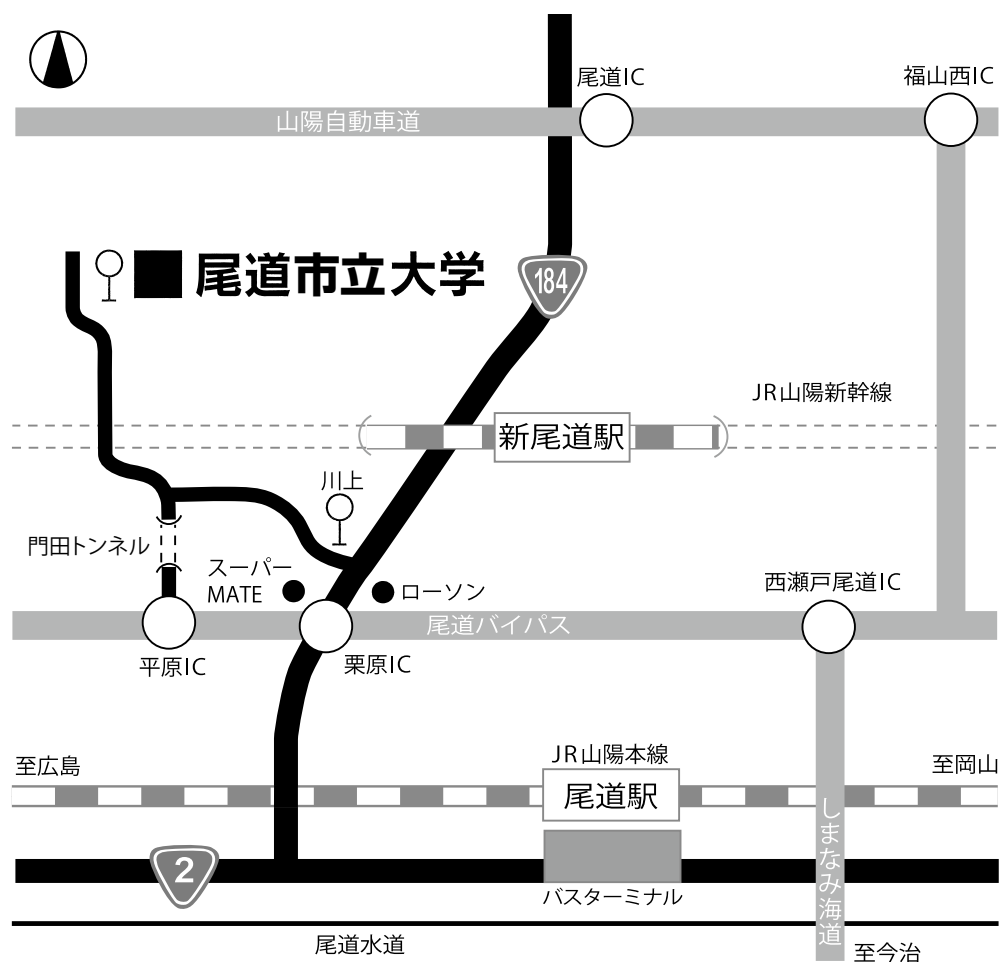 尾道IC
福山西IC
山陽自動車道
尾道市立大学
184
JR山陽新幹線
新尾道駅
川上
門田トンネル
スーパー
MATE
ローソン
西瀬戸尾道IC
尾道バイパス
平原IC
栗原IC
至広島
JR山陽本線
至岡山
尾道駅
しまなみ海道
2
バスターミナル
尾道水道
至今治